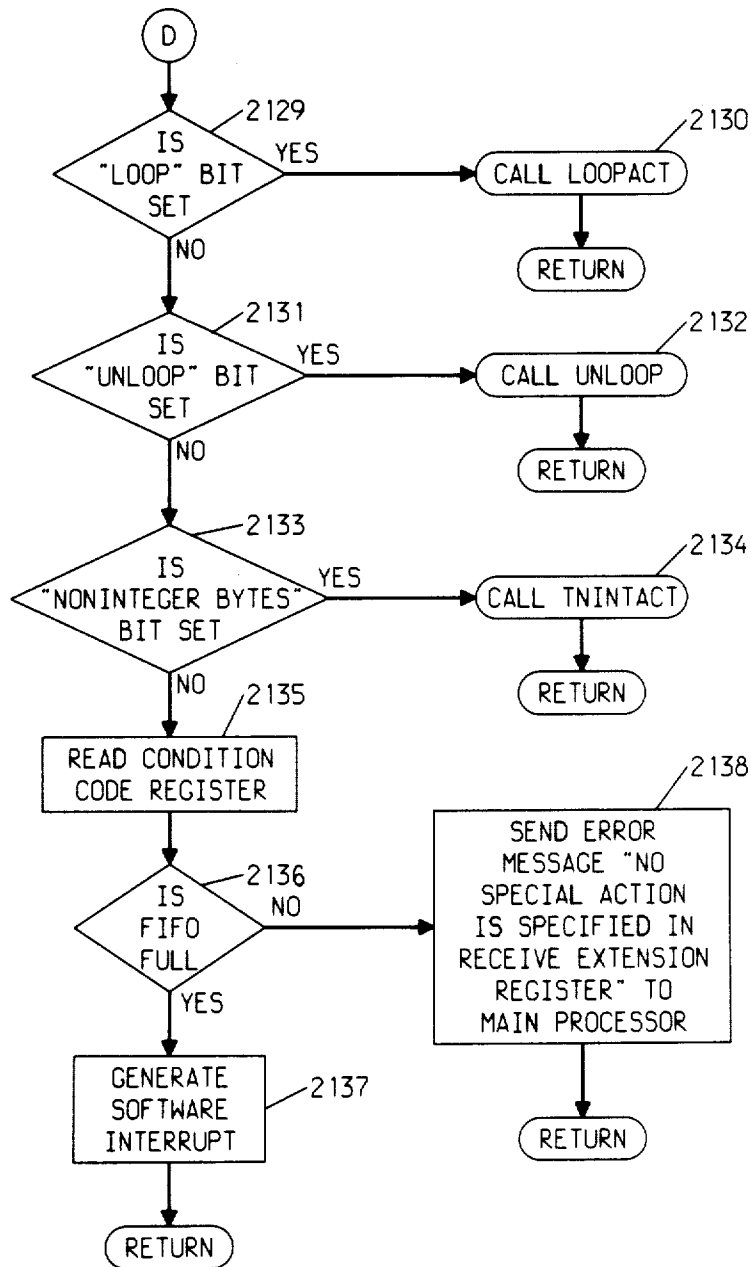 D
2129
IS
"LOOP" BIT
SET
YES
NO
2130
CALL LOOPACT
RETURN
2131
IS
"UNLOOP" BIT
SET
YES
NO
2132
CALL UNLOOP
RETURN
2133
IS
"NONINTEGER BYTES"
BIT SET
YES
NO
2134
CALL TNINTACT
RETURN
2135
READ CONDITION
CODE REGISTER
2136
IS
FIFO
FULL
NO
YES
2138
SEND ERROR
MESSAGE "NO
SPECIAL ACTION
IS SPECIFIED IN
RECEIVE EXTENSION
REGISTER" TO
MAIN PROCESSOR
RETURN
2137
GENERATE
SOFTWARE
INTERRUPT
RETURN